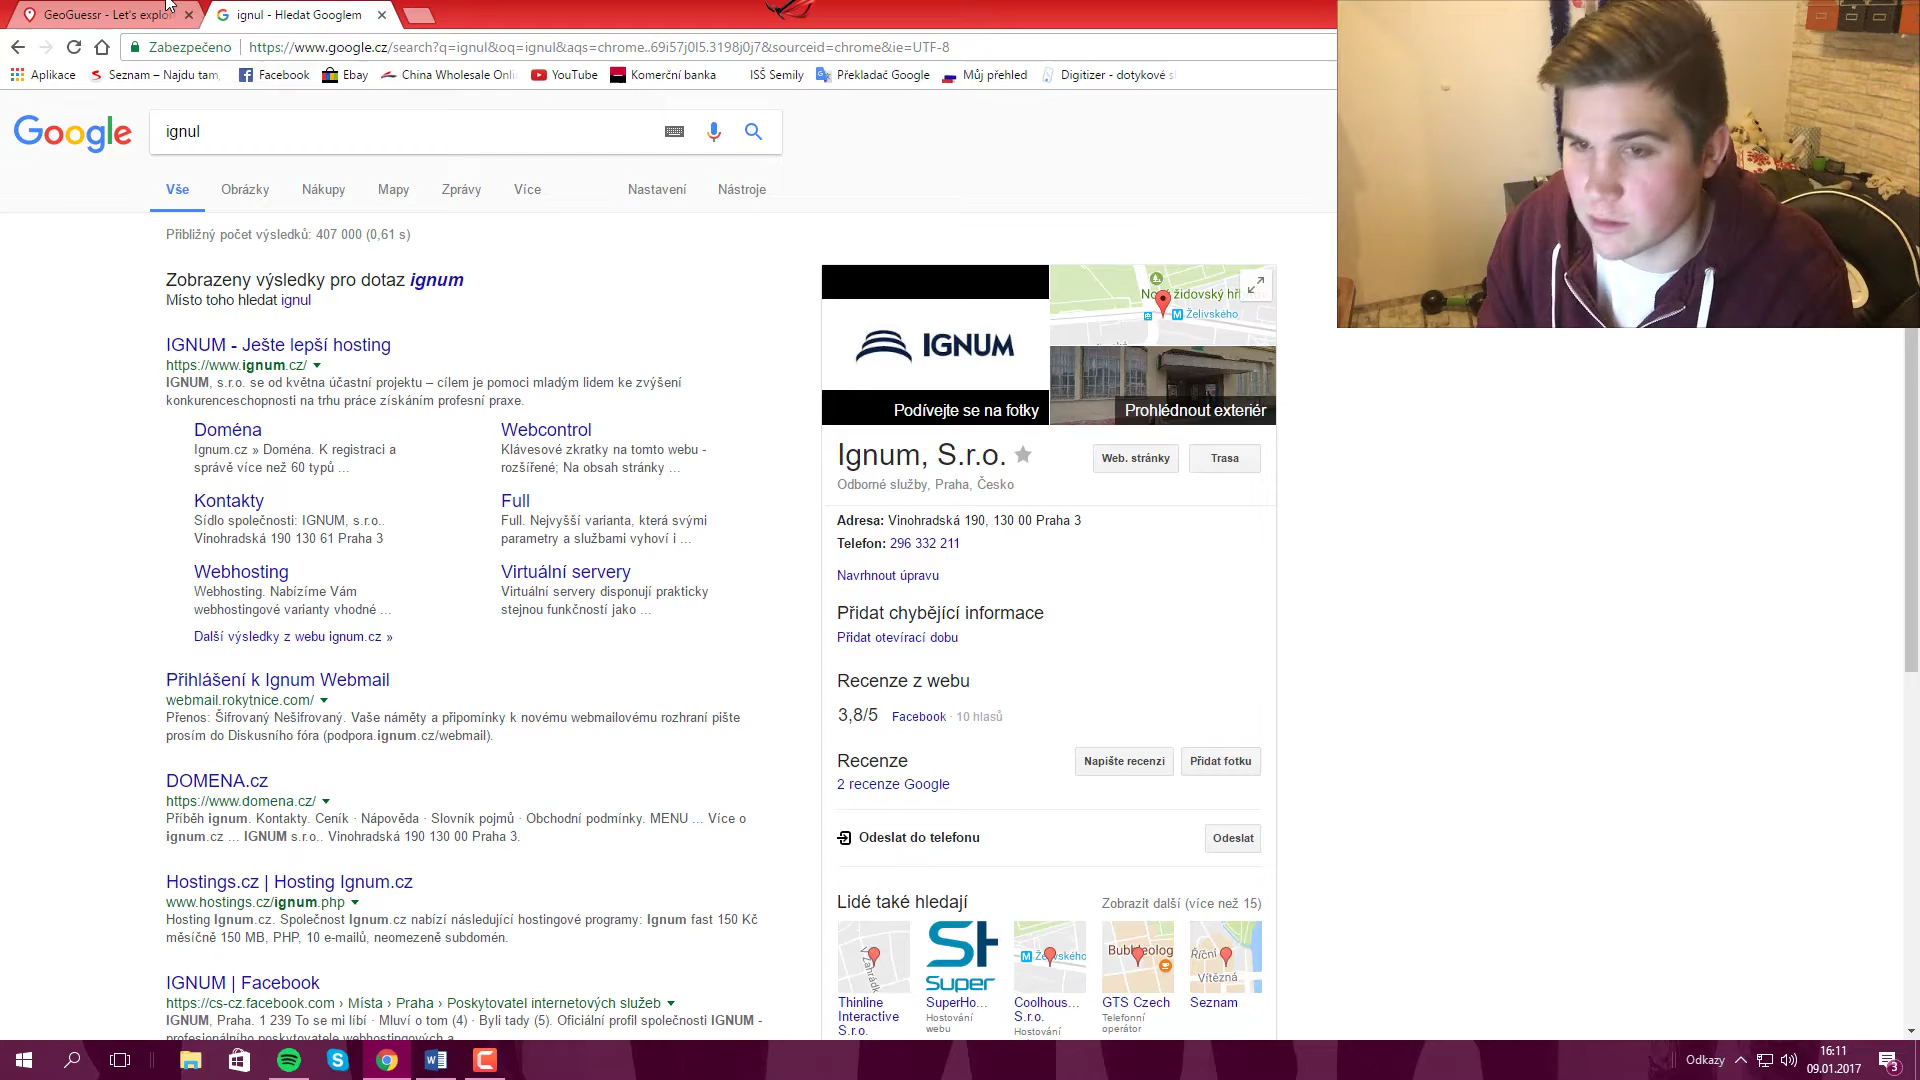 GeoGuessr - Let's explo
ignul - Hledat Googlem
Zabezpečeno
https://www.google.cz/search?q=ignul&oq=ignul&aqs=chrome..69i57j0l5.3198j0j7&sourceid=chrome&ie=UTF-8
Aplikace
Seznam – Najdu tam,
Facebook
Ebay
China Wholesale Onli
YouTube
Komerční banka
ISŠ Semily
Překladač Google
Můj přehled
Digitizer - dotykové s
Google
ignul
Vše
Obrázky
Nákupy
Mapy
Zprávy
Více
Nastavení
Nástroje
Přibližný počet výsledků: 407 000 (0,61 s)
Zobrazeny výsledky pro dotaz ignum
Místo toho hledat ignul
IGNUM - Ješte lepší hosting
https://www.ignum.cz/
IGNUM, s.r.o. se od května účastní projektu – cílem je pomoci mladým lidem ke zvýšení
konkurenceschopnosti na trhu práce získáním profesní praxe.
Doména
Ignum.cz » Doména. K registraci a
správě více než 60 typů ...
Webcontrol
Klávesové zkratky na tomto webu -
rozšířené; Na obsah stránky ...
Kontakty
Sídlo společnosti: IGNUM, s.r.o..
Vinohradská 190 130 61 Praha 3
Full
Full. Nejvyšší varianta, která svými
parametry a službami vyhoví i ...
Webhosting
Webhosting. Nabízíme Vám
webhostingové varianty vhodné ...
Virtuální servery
Virtuální servery disponují prakticky
stejnou funkčností jako ...
Další výsledky z webu ignum.cz »
Přihlášení k Ignum Webmail
webmail.rokytnice.com/
Přenos: Šifrovaný Nešifrovaný. Vaše náměty a připomínky k novému webmailovému rozhraní pište
prosím do Diskusního fóra (podpora.ignum.cz/webmail).
DOMENA.cz
https://www.domena.cz/
Příběh ignum. Kontakty. Ceník · Nápověda · Slovník pojmů · Obchodní podmínky. MENU ... Více o
ignum.cz ... IGNUM s.r.o.. Vinohradská 190 130 00 Praha 3.
Hostings.cz | Hosting Ignum.cz
www.hostings.cz/ignum.php
Hosting Ignum.cz. Společnost Ignum.cz nabízí následující hostingové programy: Ignum fast 150 Kč
měsíčně 150 MB, PHP, 10 e-mailů, neomezeně subdomén.
IGNUM | Facebook
https://cs-cz.facebook.com › Místa › Praha › Poskytovatel internetových služeb
IGNUM, Praha. 1 239 To se mi líbí · Mluví o tom (4) · Byli tady (5). Oficiální profil společnosti IGNUM -
profesionálního poskytovatele webhostingových a
IGNUM
Podívejte se na fotky
Želivského
Prohlédnout exteriér
Ignum, S.r.o.
Odborné služby, Praha, Česko
Web. stránky
Trasa
Adresa: Vinohradská 190, 130 00 Praha 3
Telefon: 296 332 211
Navrhnout úpravu
Přidat chybějící informace
Přidat otevírací dobu
Recenze z webu
3,8/5 Facebook · 10 hlasů
Recenze
2 recenze Google
Napište recenzi
Přidat fotku
Odeslat do telefonu
Odeslat
Lidé také hledají
Zobrazit další (více než 15)
Thinline
Interactive
S.r.o.
Super
SuperHo...
Hostování
webu
Coolhous...
S.r.o.
Hostování
GTS Czech
Telefonní
operátor
Říční
Vítězná
Seznam
Odkazy
16:11
09.01.2017
3